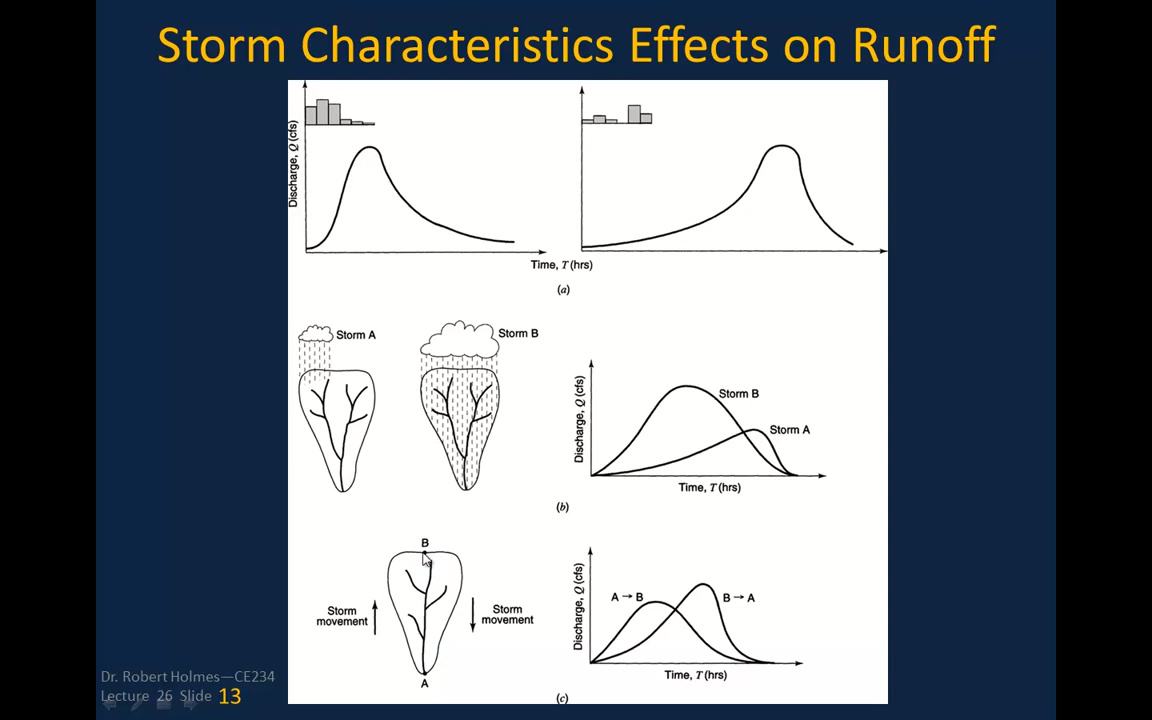 Storm Characteristics Effects on Runoff
Discharge, Q (cfs)
Time, T (hrs)
(a)
Storm A
Storm B
Discharge, Q (cfs)
Storm B
Storm A
Time, T (hrs)
(b)
B
Storm
movement
Storm
movement
A
Discharge, Q (cfs)
A → B
B → A
Time, T (hrs)
(c)
Dr. Robert Holmes—CE234
Lecture 26 Slide 13